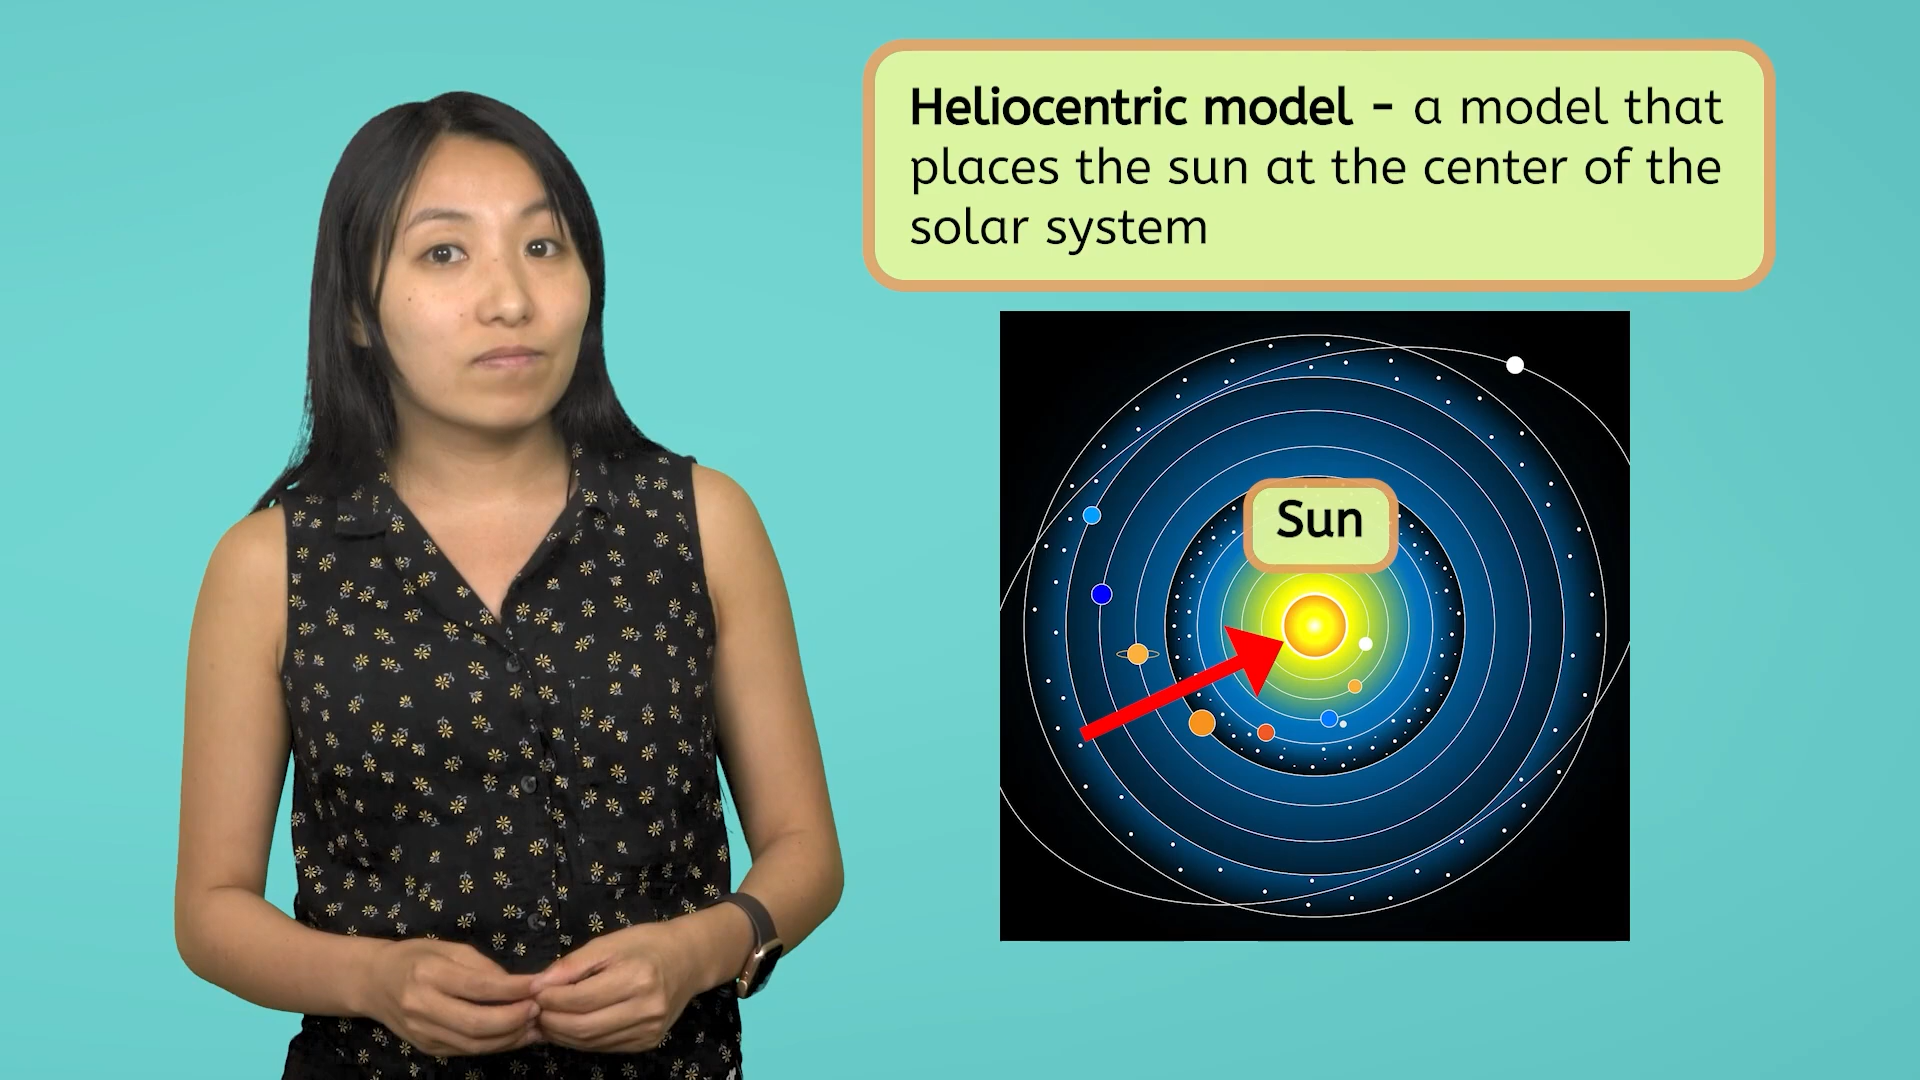 Heliocentric model - a model that
places the sun at the center of the
solar system
Sun